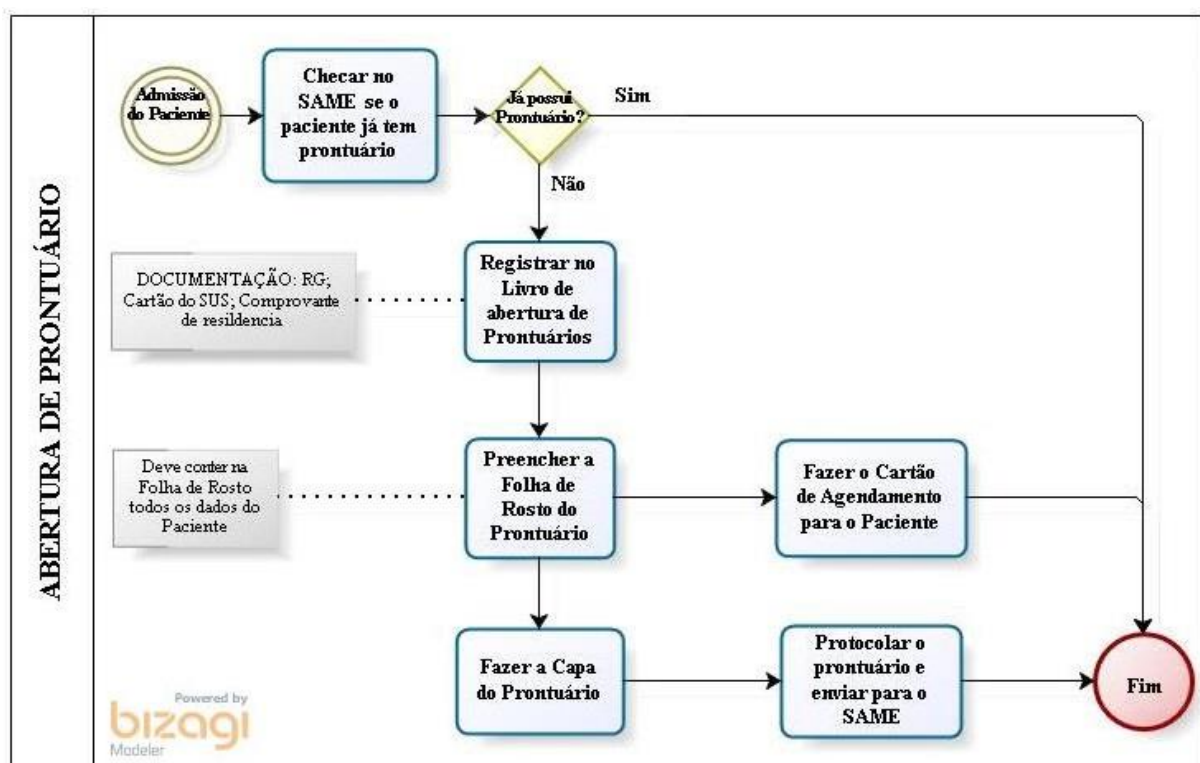 ABERTURA DE PRONTUÁRIO
Admissão
do Paciente
Checar no
SAME se o
paciente já tem
prontuário
Já possui
Prontuário?
Sim
Não
DOCUMENTAÇÃO: RG;
Cartão do SUS; Comprovante
de resildencia
Registrar no
Livro de
abertura de
Prontuários
Deve conter na
Folha de Rosto
todos os dados do
Paciente
Preencher a
Folha de
Rosto do
Prontuário
Fazer o Cartão
de Agendamento
para o Paciente
Fazer a Capa
do Prontuário
Protocolar o
prontuário e
enviar para o
SAME
Fim
Powered by
bizagi
Modeler